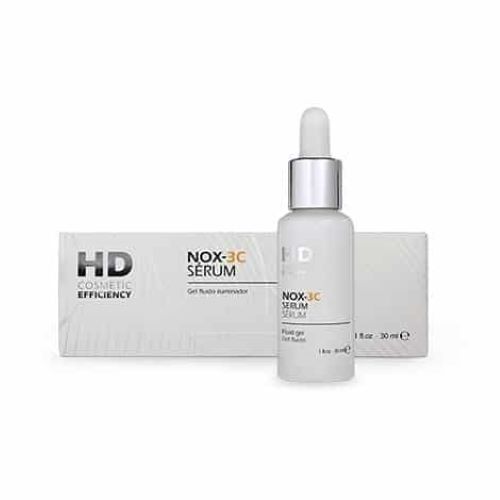 HD
COSMETIC
EFFICIENCY
NOX-3C
SÉRUM
Gel fluido iluminador
1 fl oz 30 ml ℮
HD
NOX-3C
SERUM
SÉRUM
Fluid gel
Gel fluido